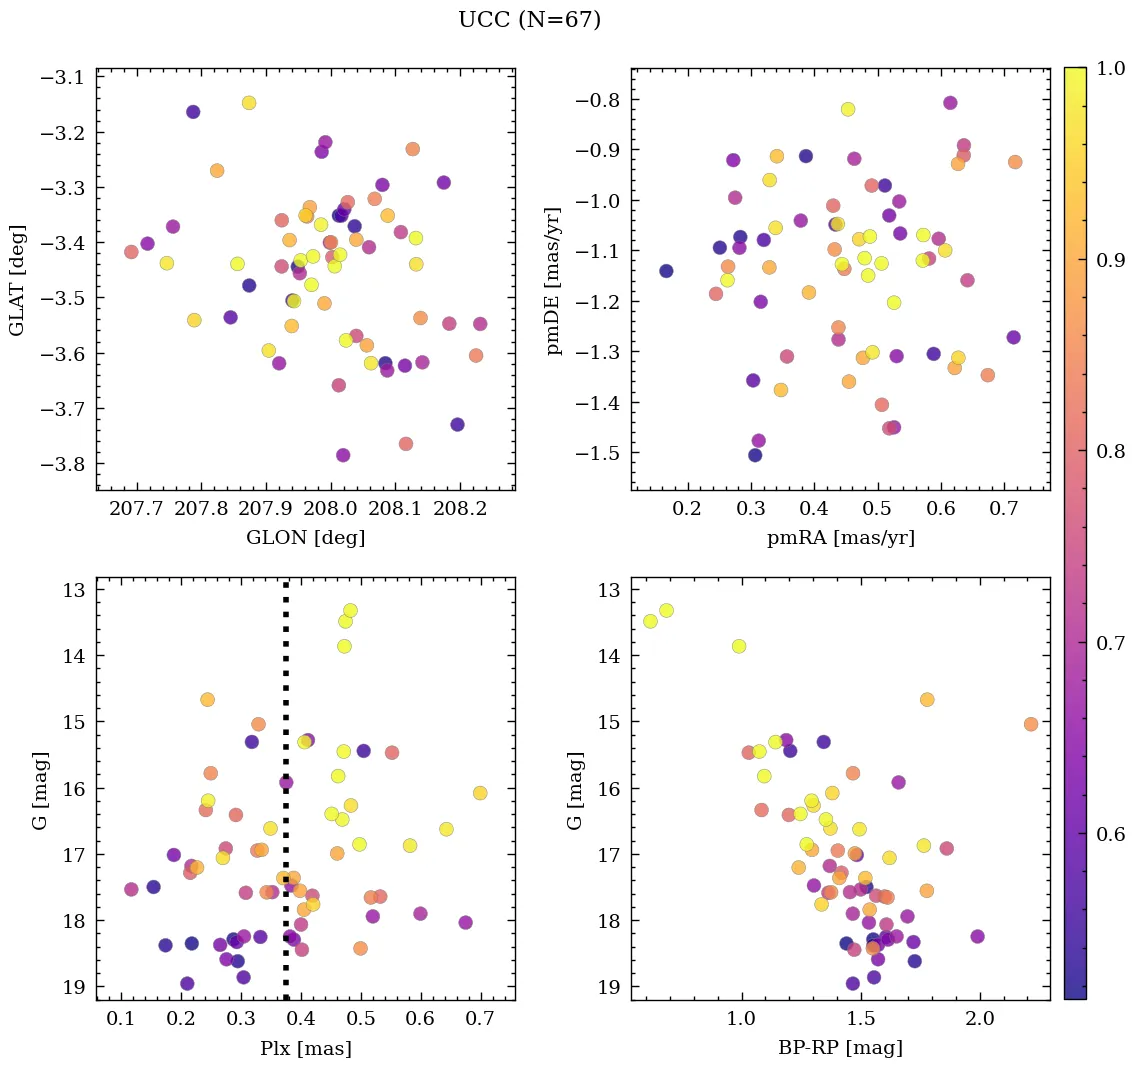 UCC (N=67)
−3.1
−3.2
−3.3
−3.4
−3.5
−3.6
−3.7
−3.8
GLAT [deg]
207.7 207.8 207.9 208.0 208.1 208.2
GLON [deg]
−0.8
−0.9
−1.0
−1.1
−1.2
−1.3
−1.4
−1.5
pmDE [mas/yr]
0.2 0.3 0.4 0.5 0.6 0.7
pmRA [mas/yr]
1.0
0.9
0.8
0.7
0.6
13
14
15
16
17
18
19
G [mag]
0.1 0.2 0.3 0.4 0.5 0.6 0.7
Plx [mas]
13
14
15
16
17
18
19
G [mag]
1.0 1.5 2.0
BP-RP [mag]